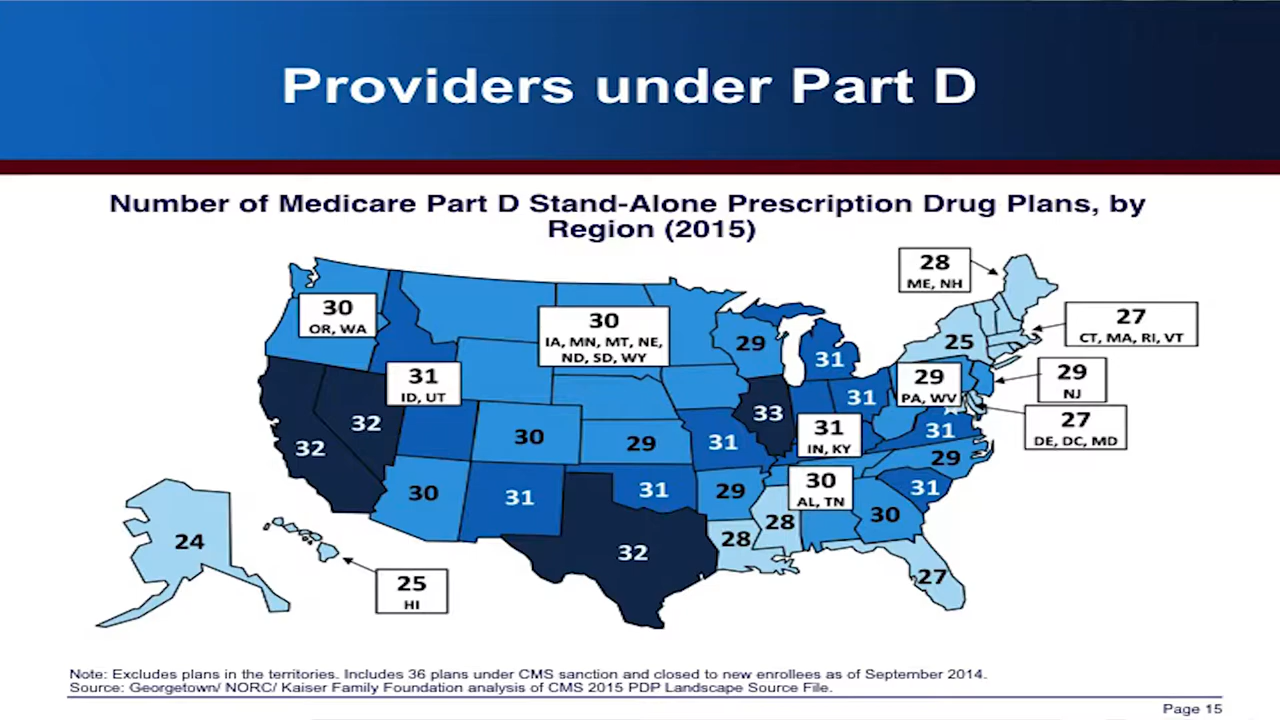 Providers under Part D
Number of Medicare Part D Stand-Alone Prescription Drug Plans, by
Region (2015)
28
ME, NH
30
OR, WA
30
IA, MN, MT, NE,
ND, SD, WY
27
CT, MA, RI, VT
29
25
31
31
ID, UT
29
PA, WV
29
NJ
31
33
27
DE, DC, MD
32
31
IN, KY
31
32
30
29
31
29
30
31
31
29
30
AL, TN
31
28
30
24
32
28
27
25
HI
Note: Excludes plans in the territories. Includes 36 plans under CMS sanction and closed to new enrollees as of September 2014.
Source: Georgetown/ NORC/ Kaiser Family Foundation analysis of CMS 2015 PDP Landscape Source File.
Page 15